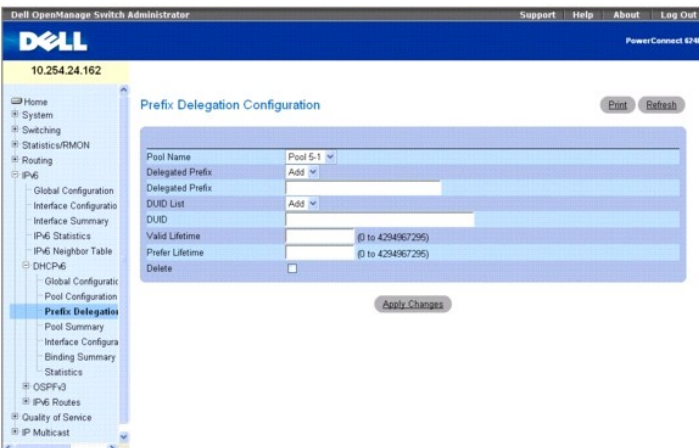 Dell OpenManage Switch Administrator
Support Help About Log Out
DELL
PowerConnect 624
10.254.24.162
Home
System
Switching
Statistics/RMON
Routing
IPv6
Global Configuration
Interface Configuratio
Interface Summary
IPv6 Statistics
IPv6 Neighbor Table
DHCPv6
Global Configuratic
Pool Configuration
Prefix Delegation
Pool Summary
Interface Configura
Binding Summary
Statistics
OSPFv3
IPv6 Routes
Quality of Service
IP Multicast
Prefix Delegation Configuration
Print Refresh
Pool Name Pool 5-1
Delegated Prefix Add
Delegated Prefix
DUID List Add
DUID
Valid Lifetime (0 to 4294967295)
Prefer Lifetime (0 to 4294967295)
Delete
Apply Changes